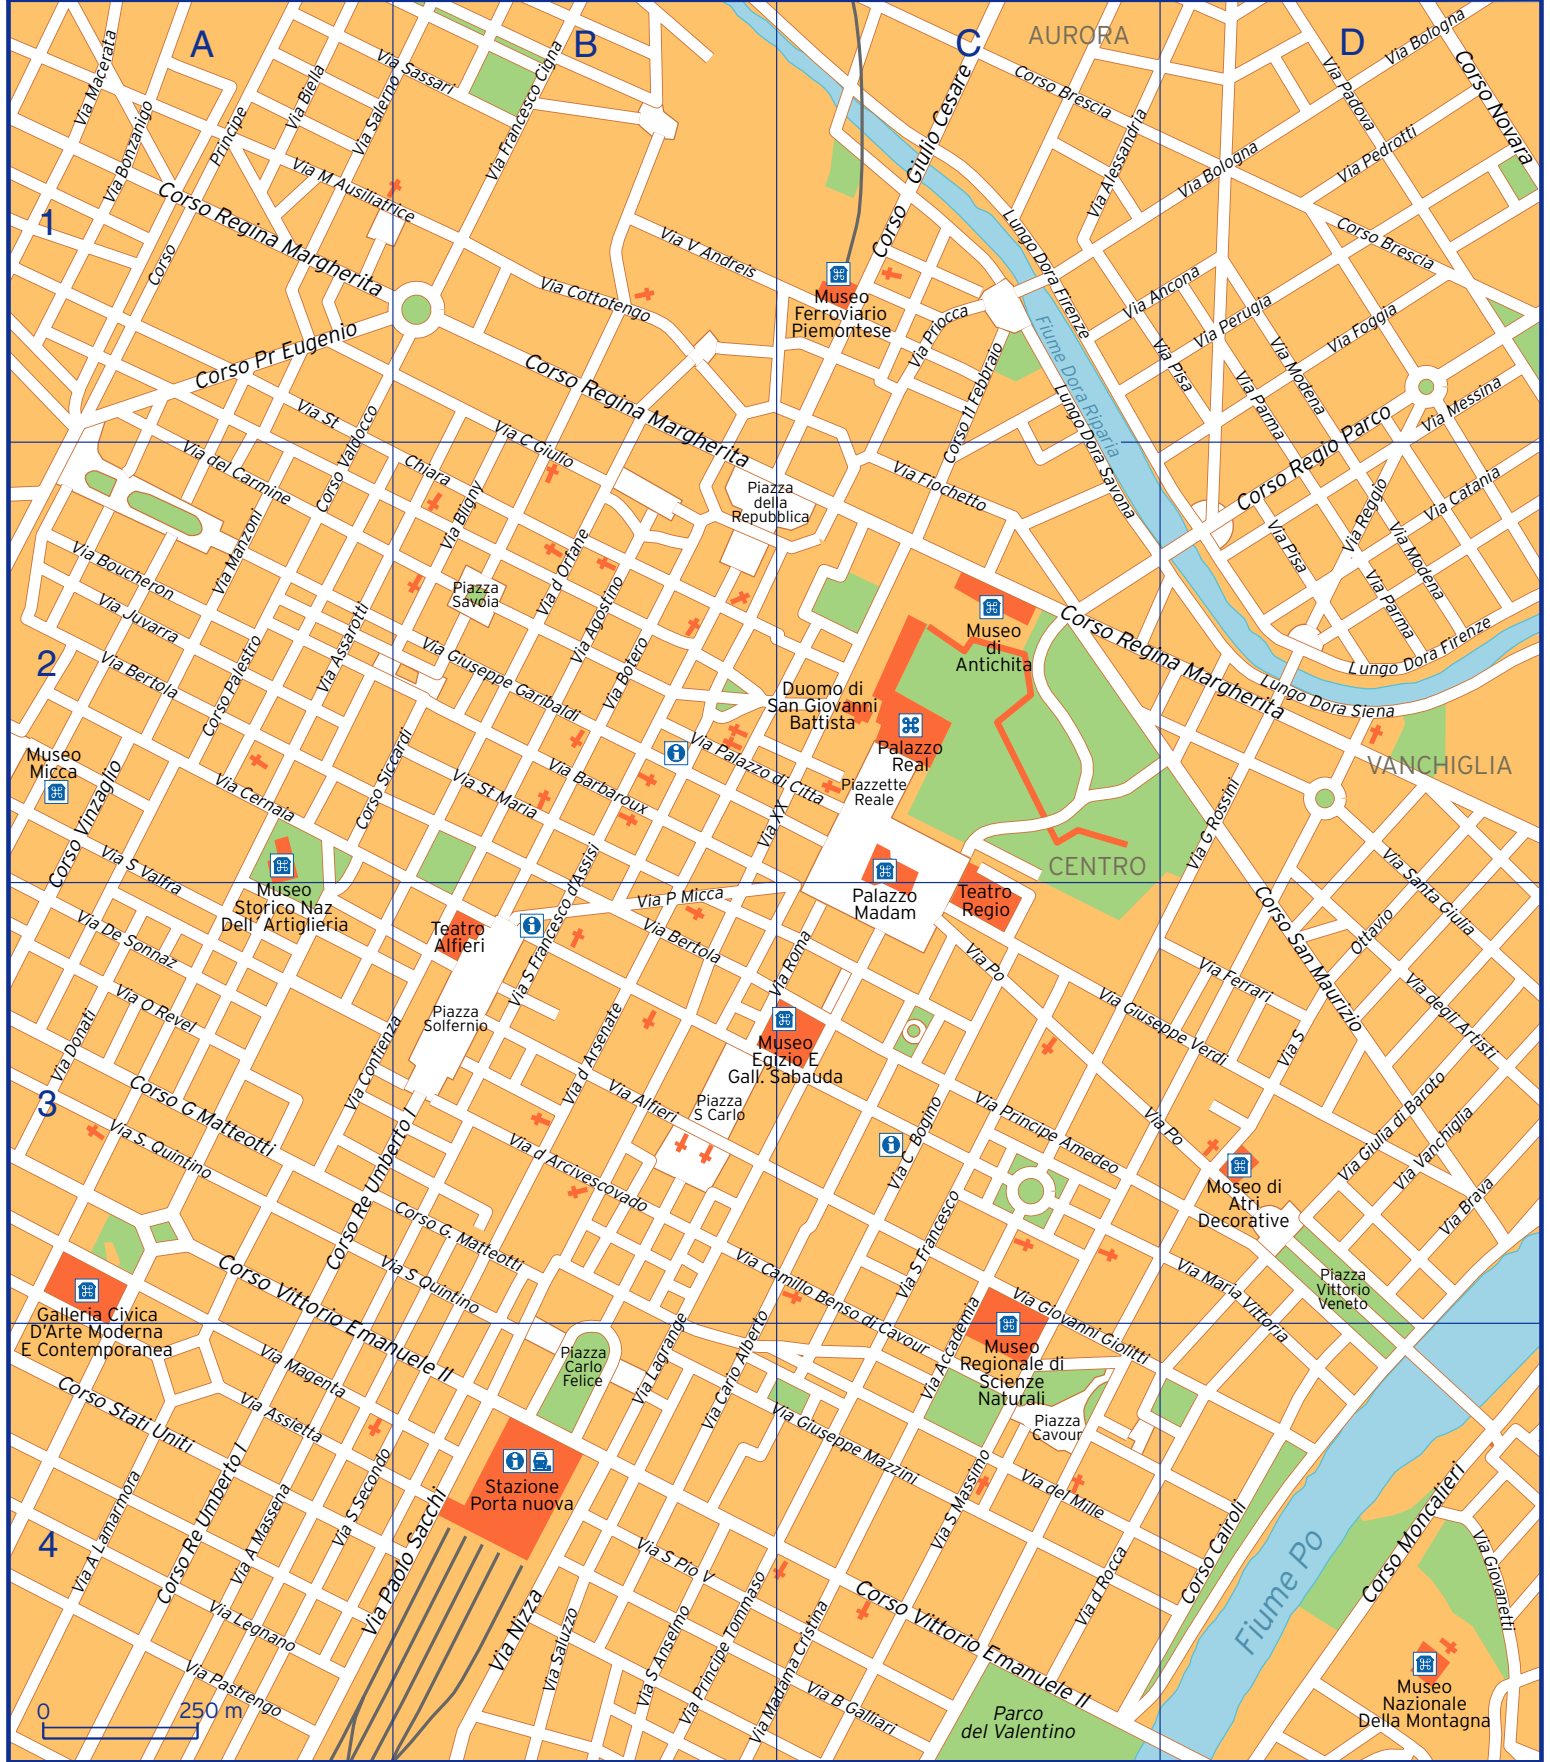 A
B
C
D
1
2
3
4
AURORA
VANCHIGLIA
CENTRO
Via Macerata
Via Bonzanigo
Principe
Via Biella
Via Salerno
Via Sassari
Via Francesco Cigna
Via M Ausiliatrice
Corso Regina Margherita
Corso
Corso Pr Eugenio
Via V Andreis
Via Cottotengo
Corso Regina Margherita
Via St
Chiara
Via C Giulio
Corso Valdocco
Via del Carmine
Museo
Ferroviario
Piemontese
Corso
Giulio Cesare
Corso Brescia
Via Alessandria
Via Bologna
Via Bologna
Via Padova
Via Pedrotti
Corso Novara
Corso Brescia
Lungo Dora Firenze
Fiume Dora Riparia
Lungo Dora Savona
Via Priocca
Corso II Febbraio
Via Ancona
Via Perugia
Via Foggia
Via Pisa
Via Parma
Via Modena
Via Messina
Corso Regio Parco
Via Catania
Via Reggio
Via Modena
Via Pisa
Via Parma
Lungo Dora Firenze
Lungo Dora Siena
Via Fiochetto
Piazza
della
Repubblica
Via Boucheron
Via Juvarra
Via Bertola
Via Manzoni
Via Bligny
Piazza
Savoia
Via d Orfane
Via Agostino
Via Botero
Via Assarotti
Corso Palestro
Via Giuseppe Garibaldi
Museo
di
Antichita
Corso Regina Margherita
Duomo di
San Giovanni
Battista
Palazzo
Real
Piazzette
Reale
Via Palazzo di Citta
Via Barbaroux
Via St Maria
Via XX
Corso Siccardi
Via Cernaia
Museo
Micca
Corso Vinzaglio
Via S Valfra
Museo
Storico Naz
Dell' Artiglieria
Via G Rossini
Palazzo
Madam
Teatro
Regio
Via Santa Giulia
Ottavio
Corso San Maurizio
Via De Sonnaz
Teatro
Alfieri
Via S Francesco d'Assisi
Via P Micca
Via Bertola
Via Roma
Via Po
Via Ferrari
Via degli Artisti
Via O Revel
Via Donati
Via Confienza
Piazza
Solfernio
Via d Arsenate
Museo
Egizio E
Gall. Sabauda
Via Giuseppe Verdi
Via S
Corso G Matteotti
Via S. Quintino
Corso Re Umberto I
Via Alfieri
Piazza
S Carlo
Via d Arcivescovado
Via C Bogino
Via Principe Amedeo
Via Po
Via Giulia di Baroto
Via Vanchiglia
Via Brava
Moseo di
Atri
Decorative
Corso G. Matteotti
Via S Quintino
Via S Francesco
Via Camillo Benso di Cavour
Via Maria Vittoria
Piazza
Vittorio
Veneto
Galleria Civica
D'Arte Moderna
E Contemporanea
Corso Vittorio Emanuele II
Via Giovanni Giolitti
Museo
Regionale di
Scienze
Naturali
Via Accademia
Piazza
Carlo
Felice
Via Lagrange
Via Cario Alberto
Via Magenta
Via Assietta
Corso Stati Uniti
Via Giuseppe Mazzini
Piazza
Cavour
Via del Mille
Via S Massimo
Stazione
Porta nuova
Via A Lamarmora
Corso Re Umberto I
Via A Massena
Via S Secondo
Via Paolo Sacchi
Via Nizza
Via S Pio V
Via d Rocca
Corso Cairoli
Fiume Po
Corso Moncalieri
Via Giovanetti
Via Legnano
Via Pastrengo
Via Saluzzo
Via S Anselmo
Via Principe Tommaso
Via Madama Cristina
Corso Vittorio Emanuele II
Via B Galliari
Parco
del Valentino
Museo
Nazionale
Della Montagna
0
250 m